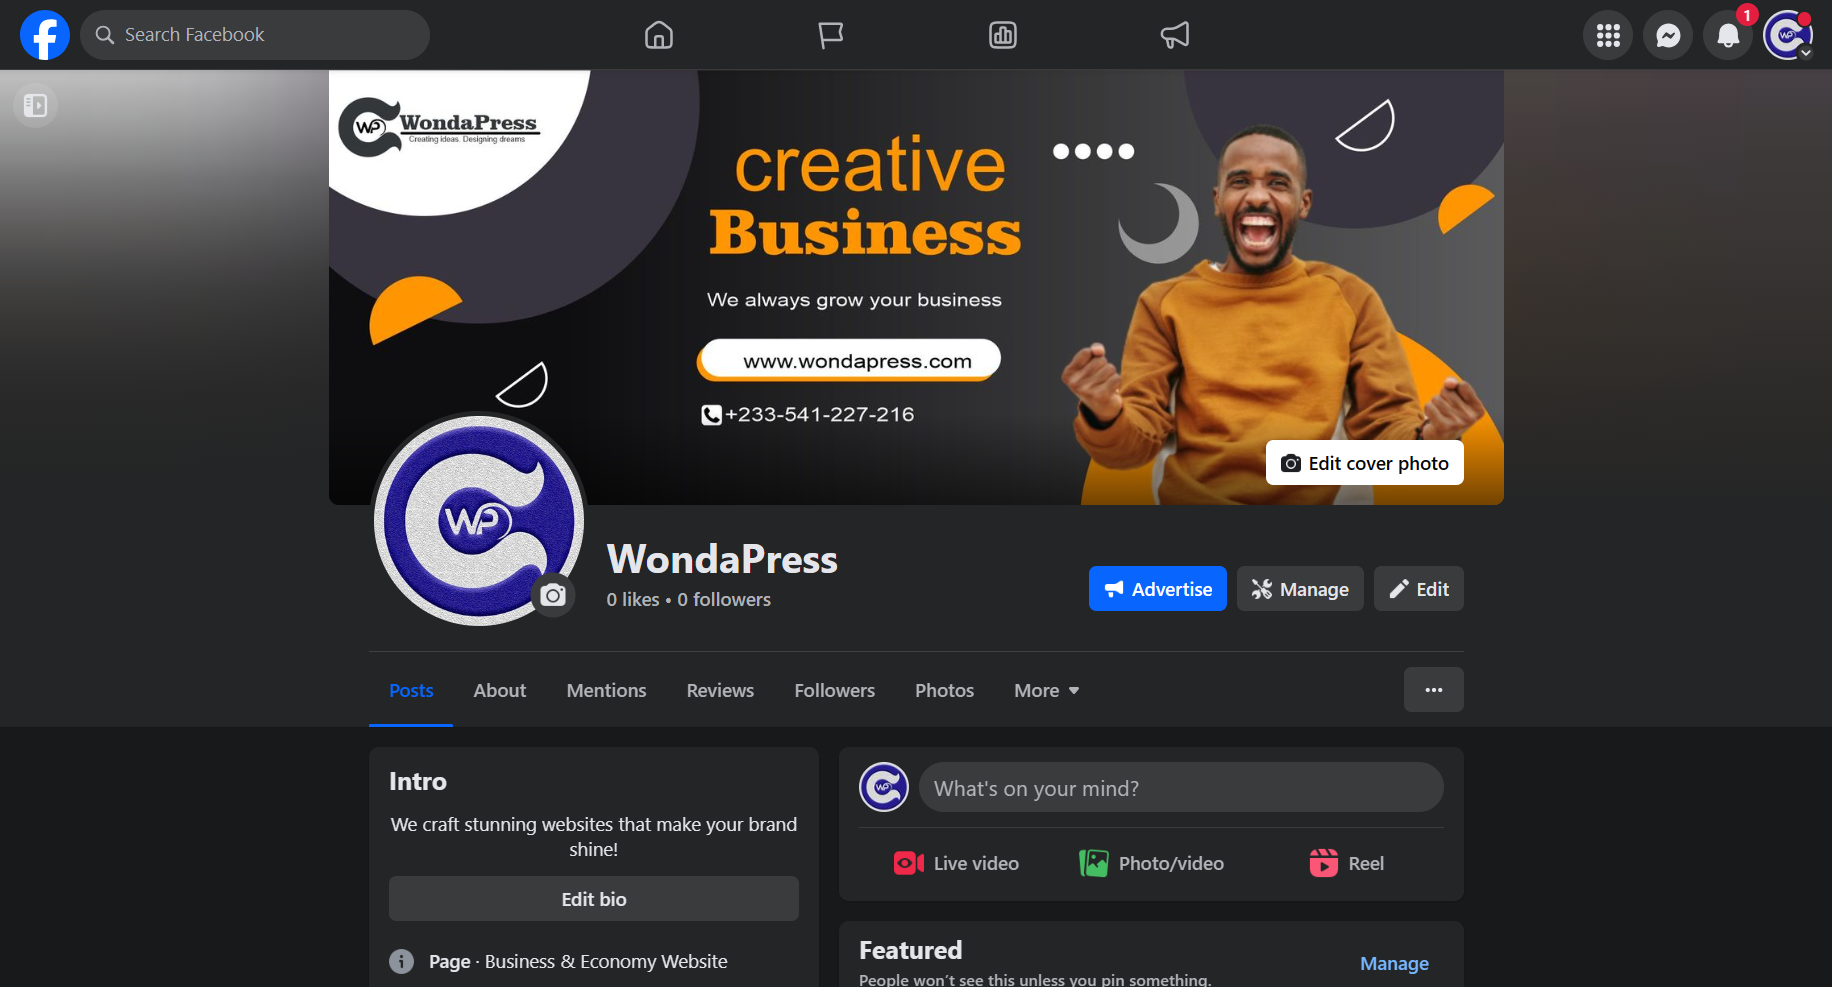 Search Facebook
1
WP
WP
WondaPress
Creating ideas. Designing dreams
creative
Business
We always grow your business
www.wondapress.com
+233-541-227-216
Edit cover photo
WP
WondaPress
0 likes • 0 followers
Advertise
Manage
Edit
Posts
About
Mentions
Reviews
Followers
Photos
More
Intro
We craft stunning websites that make your brand
shine!
Edit bio
Page · Business & Economy Website
WP
What's on your mind?
Live video
Photo/video
Reel
Featured
Manage
People won't see this unless you pin something.